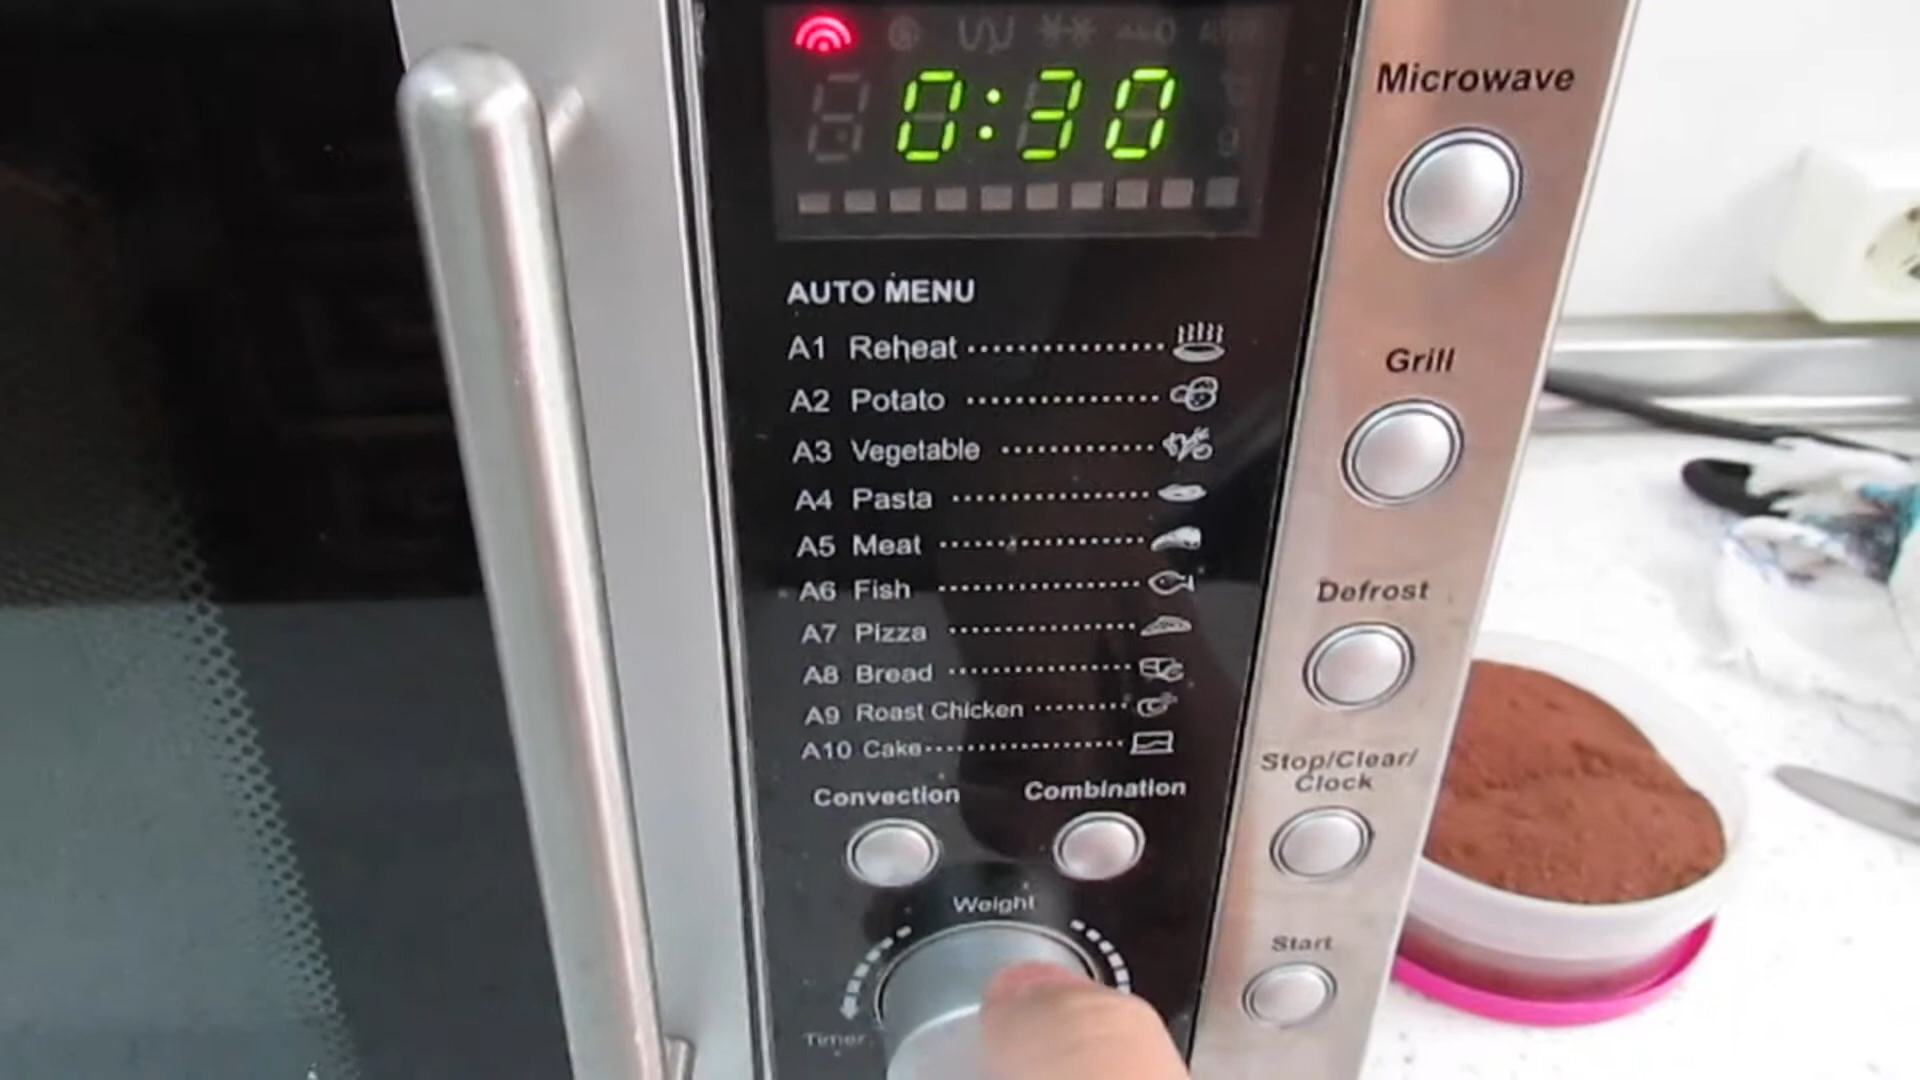 0:30
Microwave
AUTO MENU
A1 Reheat
A2 Potato
A3 Vegetable
A4 Pasta
A5 Meat
A6 Fish
A7 Pizza
A8 Bread
A9 Roast Chicken
A10 Cake
Grill
Defrost
Stop/Clear/
Clock
Convection
Combination
Weight
Start
Timer